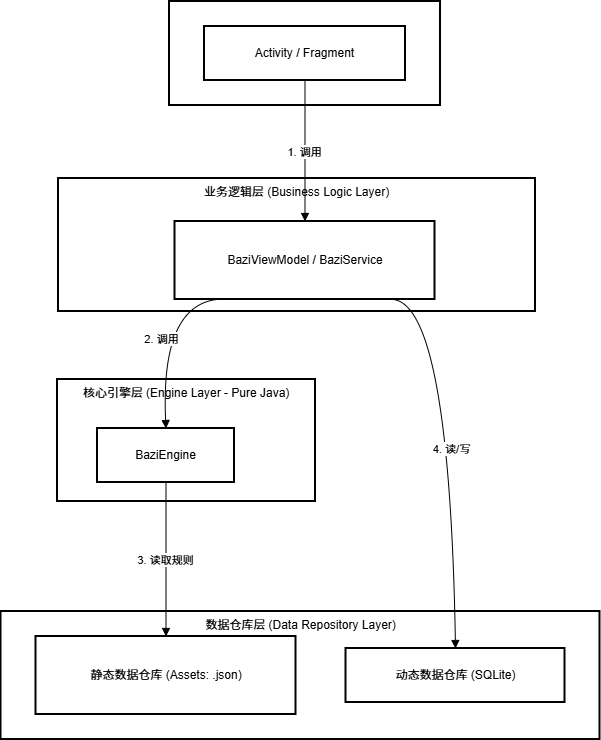 Activity / Fragment
1. 调用
业务逻辑层 (Business Logic Layer)
BaziViewModel / BaziService
2. 调用
核心引擎层 (Engine Layer - Pure Java)
BaziEngine
4. 读/写
3. 读取规则
数据仓库层 (Data Repository Layer)
静态数据仓库 (Assets: .json)
动态数据仓库 (SQLite)